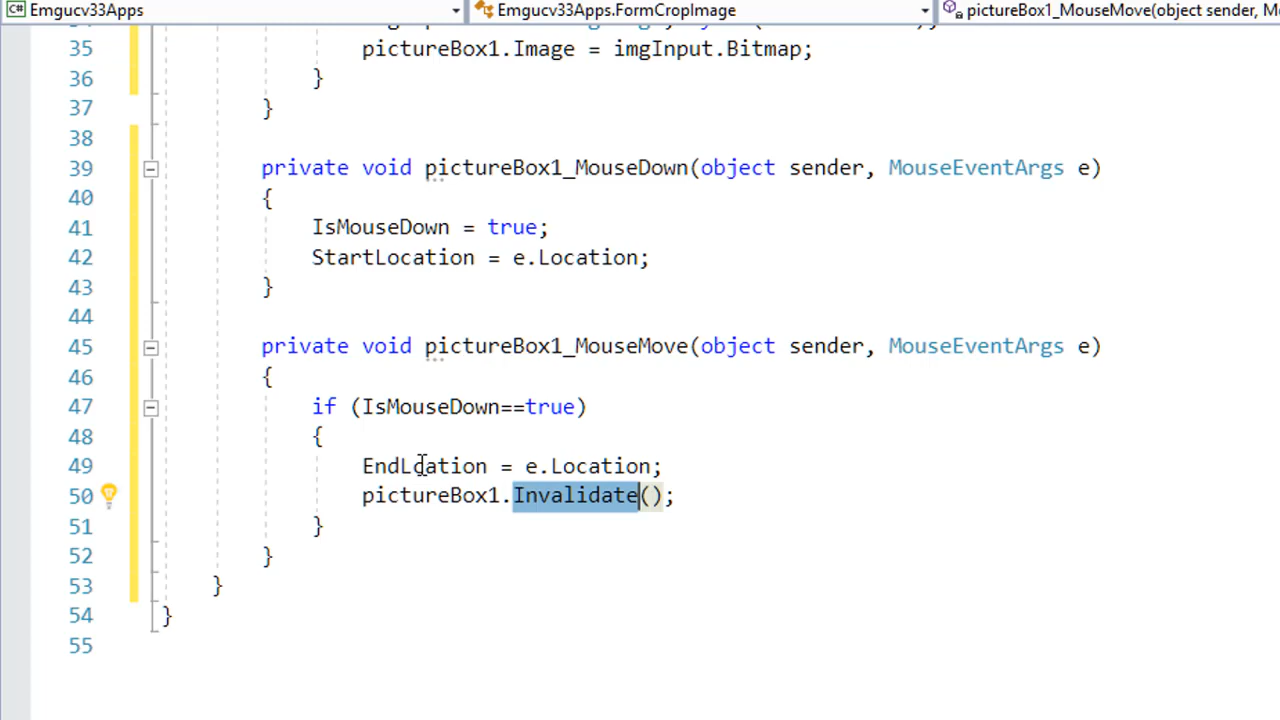 Emgucv33Apps Emgucv33Apps.FormCropImage pictureBox1_MouseMove(object sender, M
35 pictureBox1.Image = imgInput.Bitmap;
36 }
37 }
38
39 private void pictureBox1_MouseDown(object sender, MouseEventArgs e)
40 {
41 IsMouseDown = true;
42 StartLocation = e.Location;
43 }
44
45 private void pictureBox1_MouseMove(object sender, MouseEventArgs e)
46 {
47 if (IsMouseDown==true)
48 {
49 EndLocation = e.Location;
50 pictureBox1.Invalidate();
51 }
52 }
53 }
54 }
55